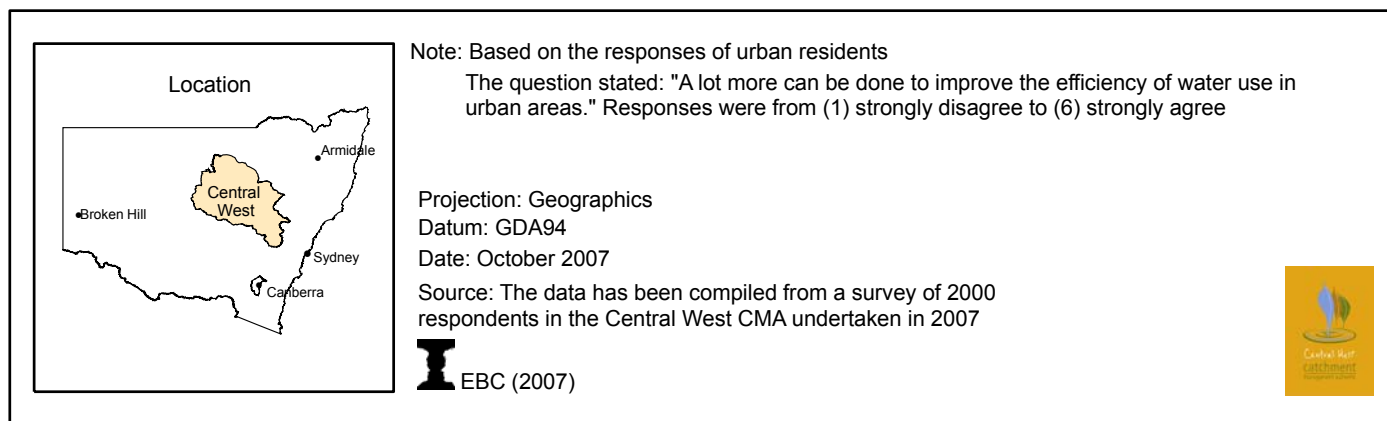 Location
Armidale
Central
West
Broken Hill
Sydney
Canberra
Note: Based on the responses of urban residents
The question stated: "A lot more can be done to improve the efficiency of water use in
urban areas." Responses were from (1) strongly disagree to (6) strongly agree
Projection: Geographics
Datum: GDA94
Date: October 2007
Source: The data has been compiled from a survey of 2000
respondents in the Central West CMA undertaken in 2007
EBC (2007)
Central West
catchment